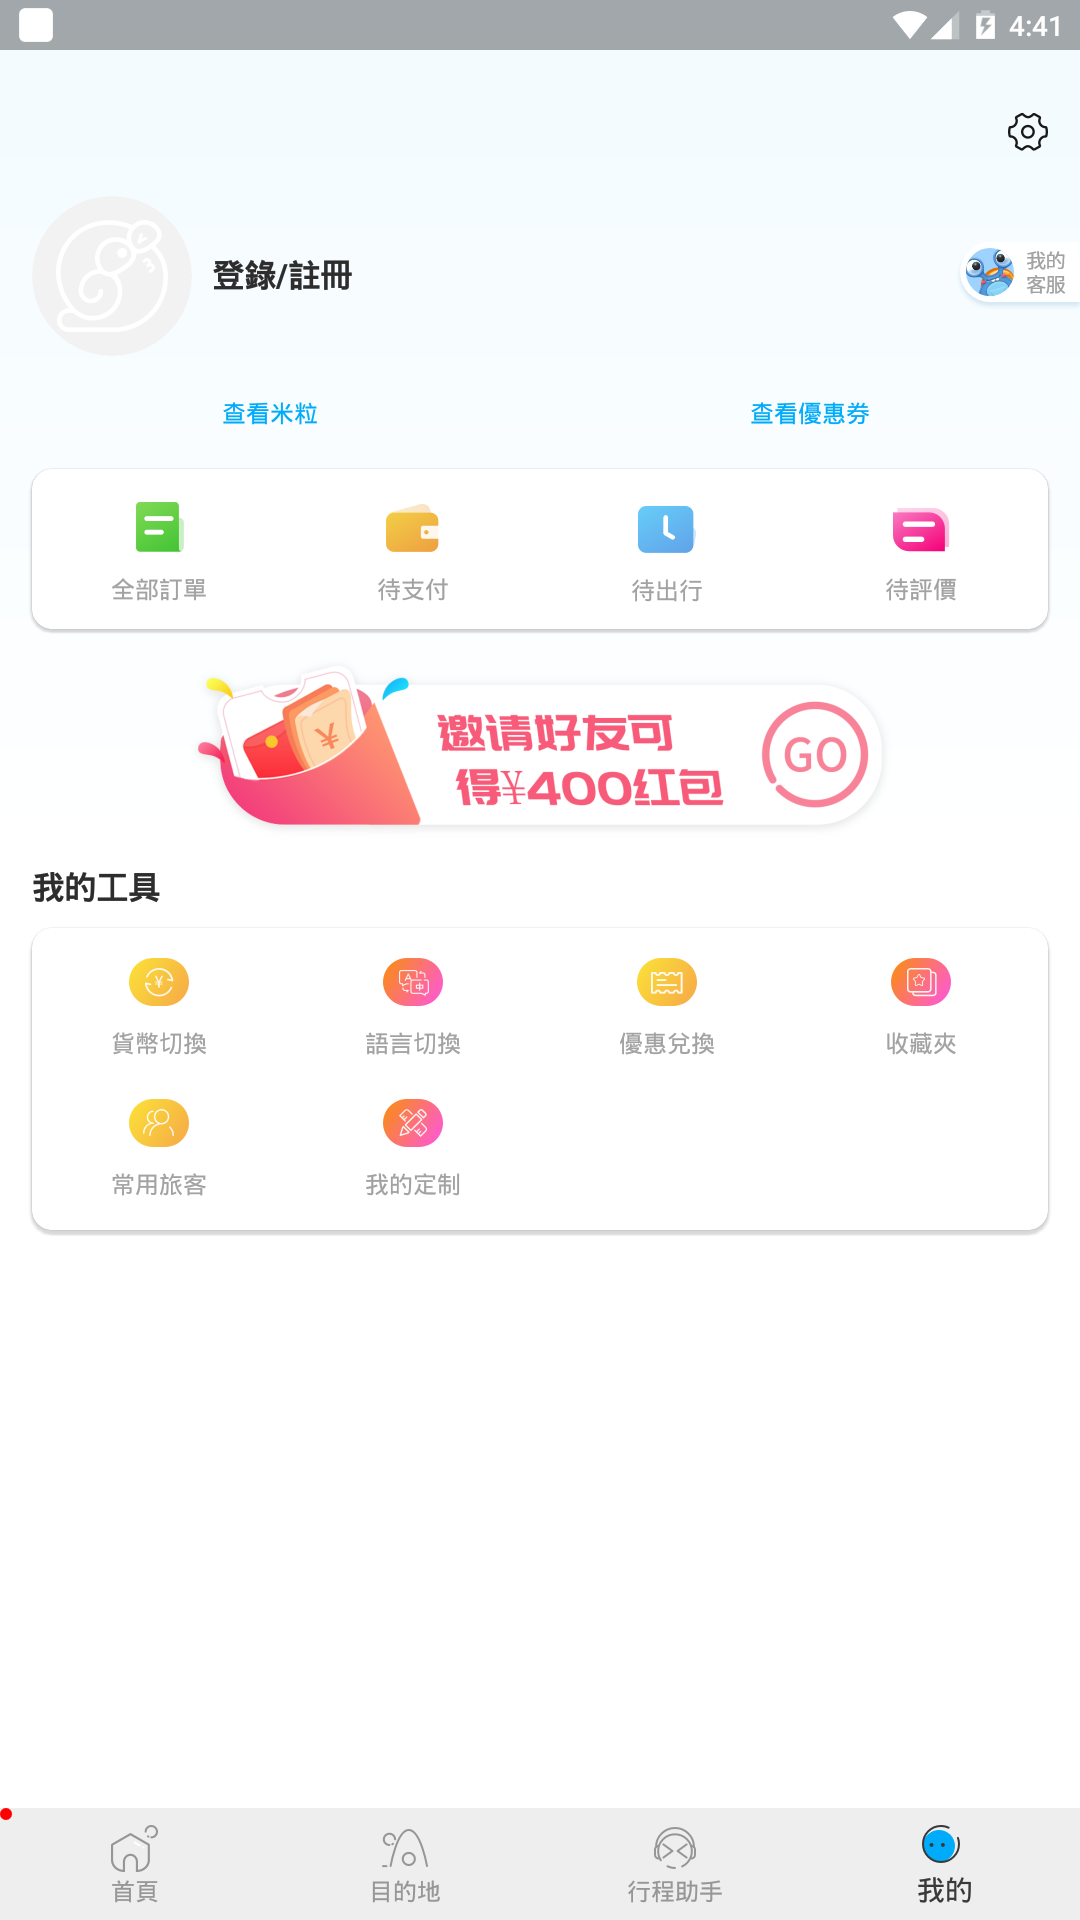 4:41
登錄/註冊
我的
客服
查看米粒
查看優惠券
全部訂單
待支付
待出行
待評價
邀请好友可
得¥400红包
GO
我的工具
貨幣切換
語言切換
優惠兌換
收藏夾
常用旅客
我的定制
首頁
目的地
行程助手
我的